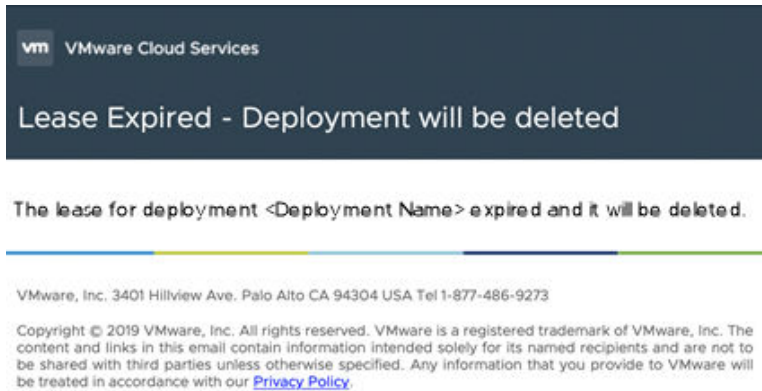 vm VMware Cloud Services
Lease Expired - Deployment will be deleted
The lease for deployment <Deployment Name> expired and it will be deleted.
VMware, Inc. 3401 Hillview Ave. Palo Alto CA 94304 USA Tel 1-877-486-9273
Copyright © 2019 VMware, Inc. All rights reserved. VMware is a registered trademark of VMware, Inc. The
content and links in this email contain information intended solely for its named recipients and are not to
be shared with third parties unless otherwise specified. Any information that you provide to VMware will
be treated in accordance with our Privacy Policy.